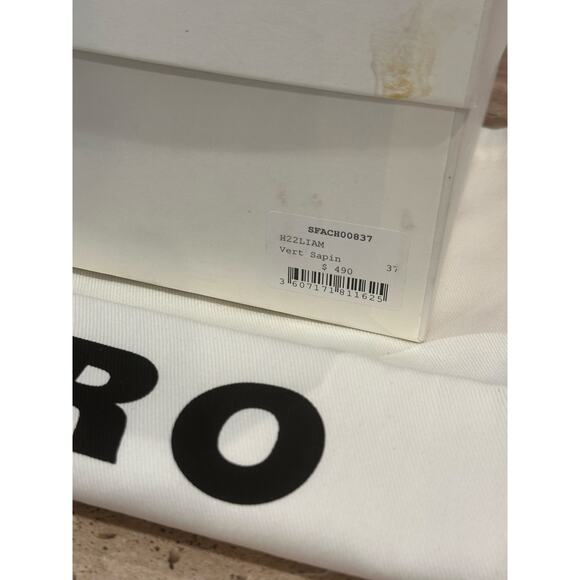 SFACH00837
H22LIAM
Vert Sapin 37
$ 490
3 607171 811625
RO